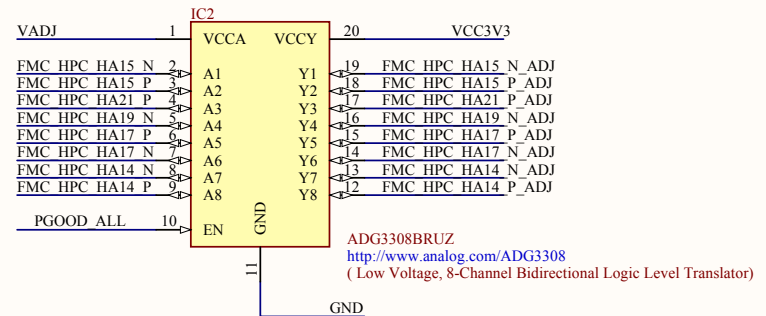 IC2
VADJ 1 VCCA VCCY 20 VCC3V3
FMC_HPC_HA15_N 2 A1 Y1 19 FMC_HPC_HA15_N_ADJ
FMC_HPC_HA15_P 3 A2 Y2 18 FMC_HPC_HA15_P_ADJ
FMC_HPC_HA21_P 4 A3 Y3 17 FMC_HPC_HA21_P_ADJ
FMC_HPC_HA19_N 5 A4 Y4 16 FMC_HPC_HA19_N_ADJ
FMC_HPC_HA17_P 6 A5 Y5 15 FMC_HPC_HA17_P_ADJ
FMC_HPC_HA17_N 7 A6 Y6 14 FMC_HPC_HA17_N_ADJ
FMC_HPC_HA14_N 8 A7 Y7 13 FMC_HPC_HA14_N_ADJ
FMC_HPC_HA14_P 9 A8 Y8 12 FMC_HPC_HA14_P_ADJ
PGOOD_ALL 10 EN GND
ADG3308BRUZ
http://www.analog.com/ADG3308
11 ( Low Voltage, 8-Channel Bidirectional Logic Level Translator)
GND